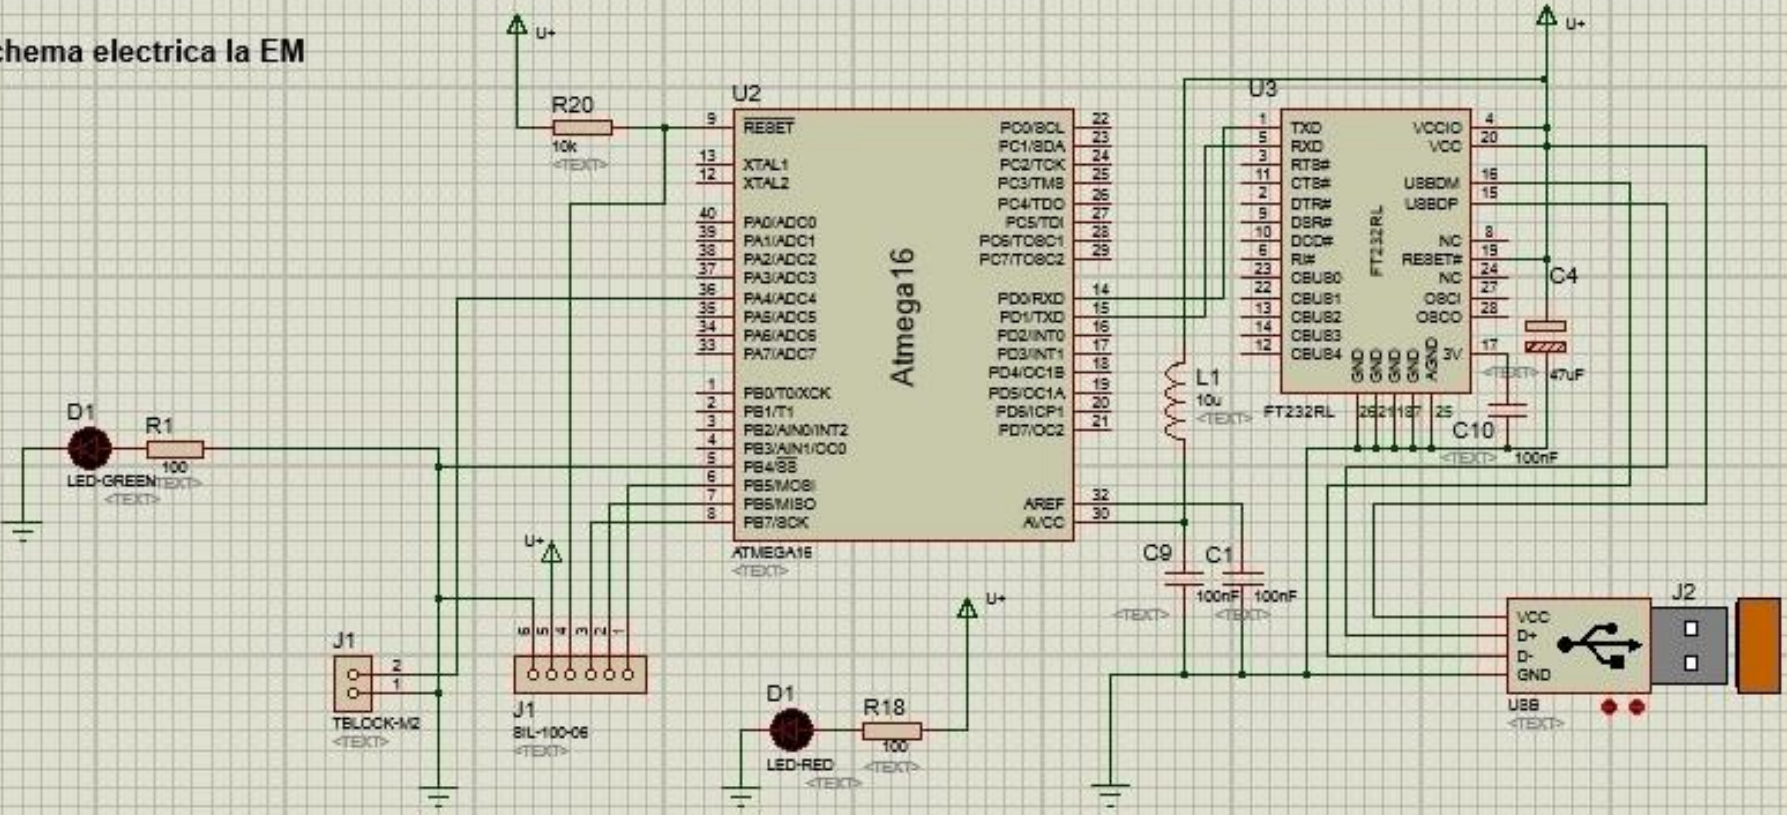 chema electrica la EM
U+
R20
10k
<TEXT>
U2
9 RESET
13 XTAL1
12 XTAL2
40 PA0/ADC0
39 PA1/ADC1
38 PA2/ADC2
37 PA3/ADC3
36 PA4/ADC4
35 PA5/ADC5
34 PA6/ADC6
33 PA7/ADC7
1 PB0/T0/XCK
2 PB1/T1
3 PB2/AIN0/INT2
4 PB3/AIN1/OC0
5 PB4/SS
6 PB5/MOSI
7 PB6/MISO
8 PB7/SCK
Atmega16
PC0/SCL 22
PC1/SDA 23
PC2/TCK 24
PC3/TMS 25
PC4/TDO 26
PC5/TDI 27
PC6/TOSC1 28
PC7/TOSC2 29
PD0/RXD 14
PD1/TXD 15
PD2/INT0 16
PD3/INT1 17
PD4/OC1B 18
PD5/OC1A 19
PD6/ICP1 20
PD7/OC2 21
AREF 32
AVCC 30
ATMEGA16
<TEXT>
U+
U3
1 TXD
5 RXD
3 RTS#
11 CTS#
2 DTR#
9 DSR#
10 DCD#
6 RI#
23 CBUS0
22 CBUS1
13 CBUS2
14 CBUS3
12 CBUS4
FT232RL
VCCIO 4
VCC 20
USBDM 16
USBDP 15
NC 8
RESET# 19
NC 24
OSCI 27
OSCO 28
3V 17
GND GND GND GND AGND
FT232RL
25
<TEXT>
C4
47uF
<TEXT>
C10
100nF
<TEXT>
L1
10u
<TEXT>
D1
LED-GREEN
<TEXT>
R1
100
<TEXT>
U+
6 5 4 3 2 1
J1
SIL-100-06
<TEXT>
J1
2
1
TBLOCK-M2
<TEXT>
C9
100nF
<TEXT>
C1
100nF
<TEXT>
U+
D1
LED-RED
<TEXT>
R18
100
<TEXT>
J2
VCC
D+
D-
GND
USB
<TEXT>